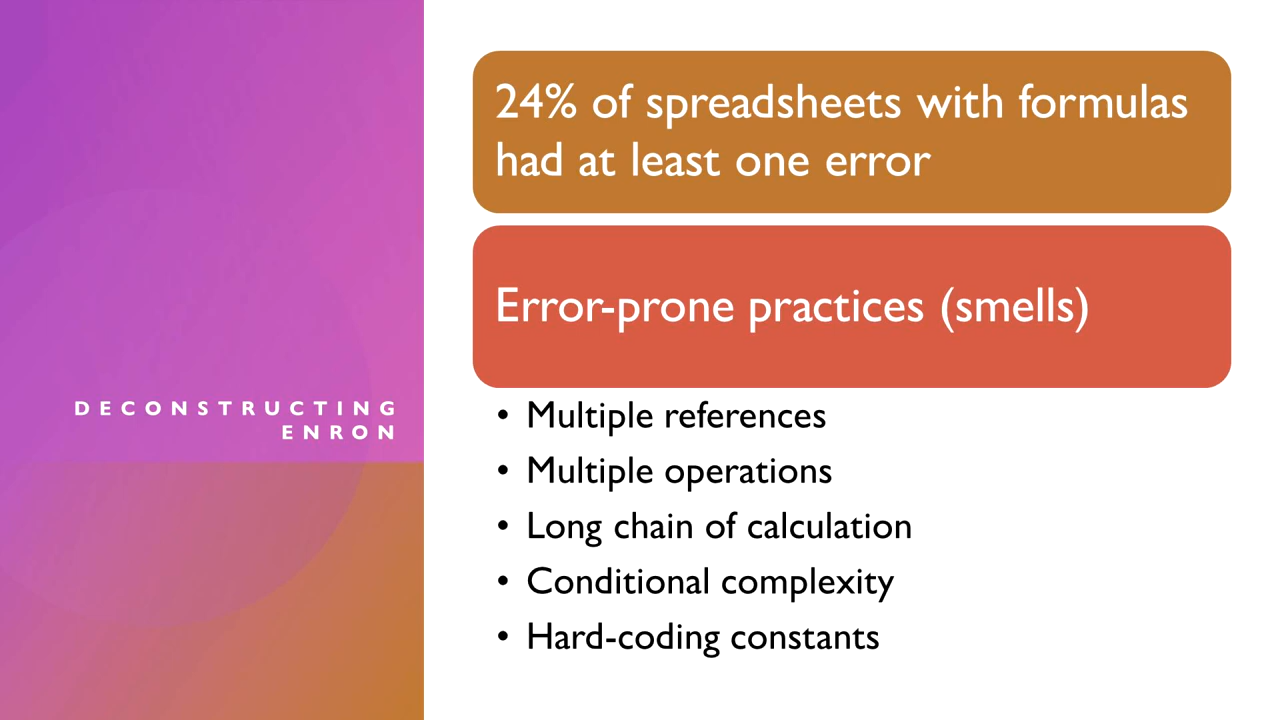 DECONSTRUCTING
ENRON
24% of spreadsheets with formulas
had at least one error
Error-prone practices (smells)
• Multiple references
• Multiple operations
• Long chain of calculation
• Conditional complexity
• Hard-coding constants